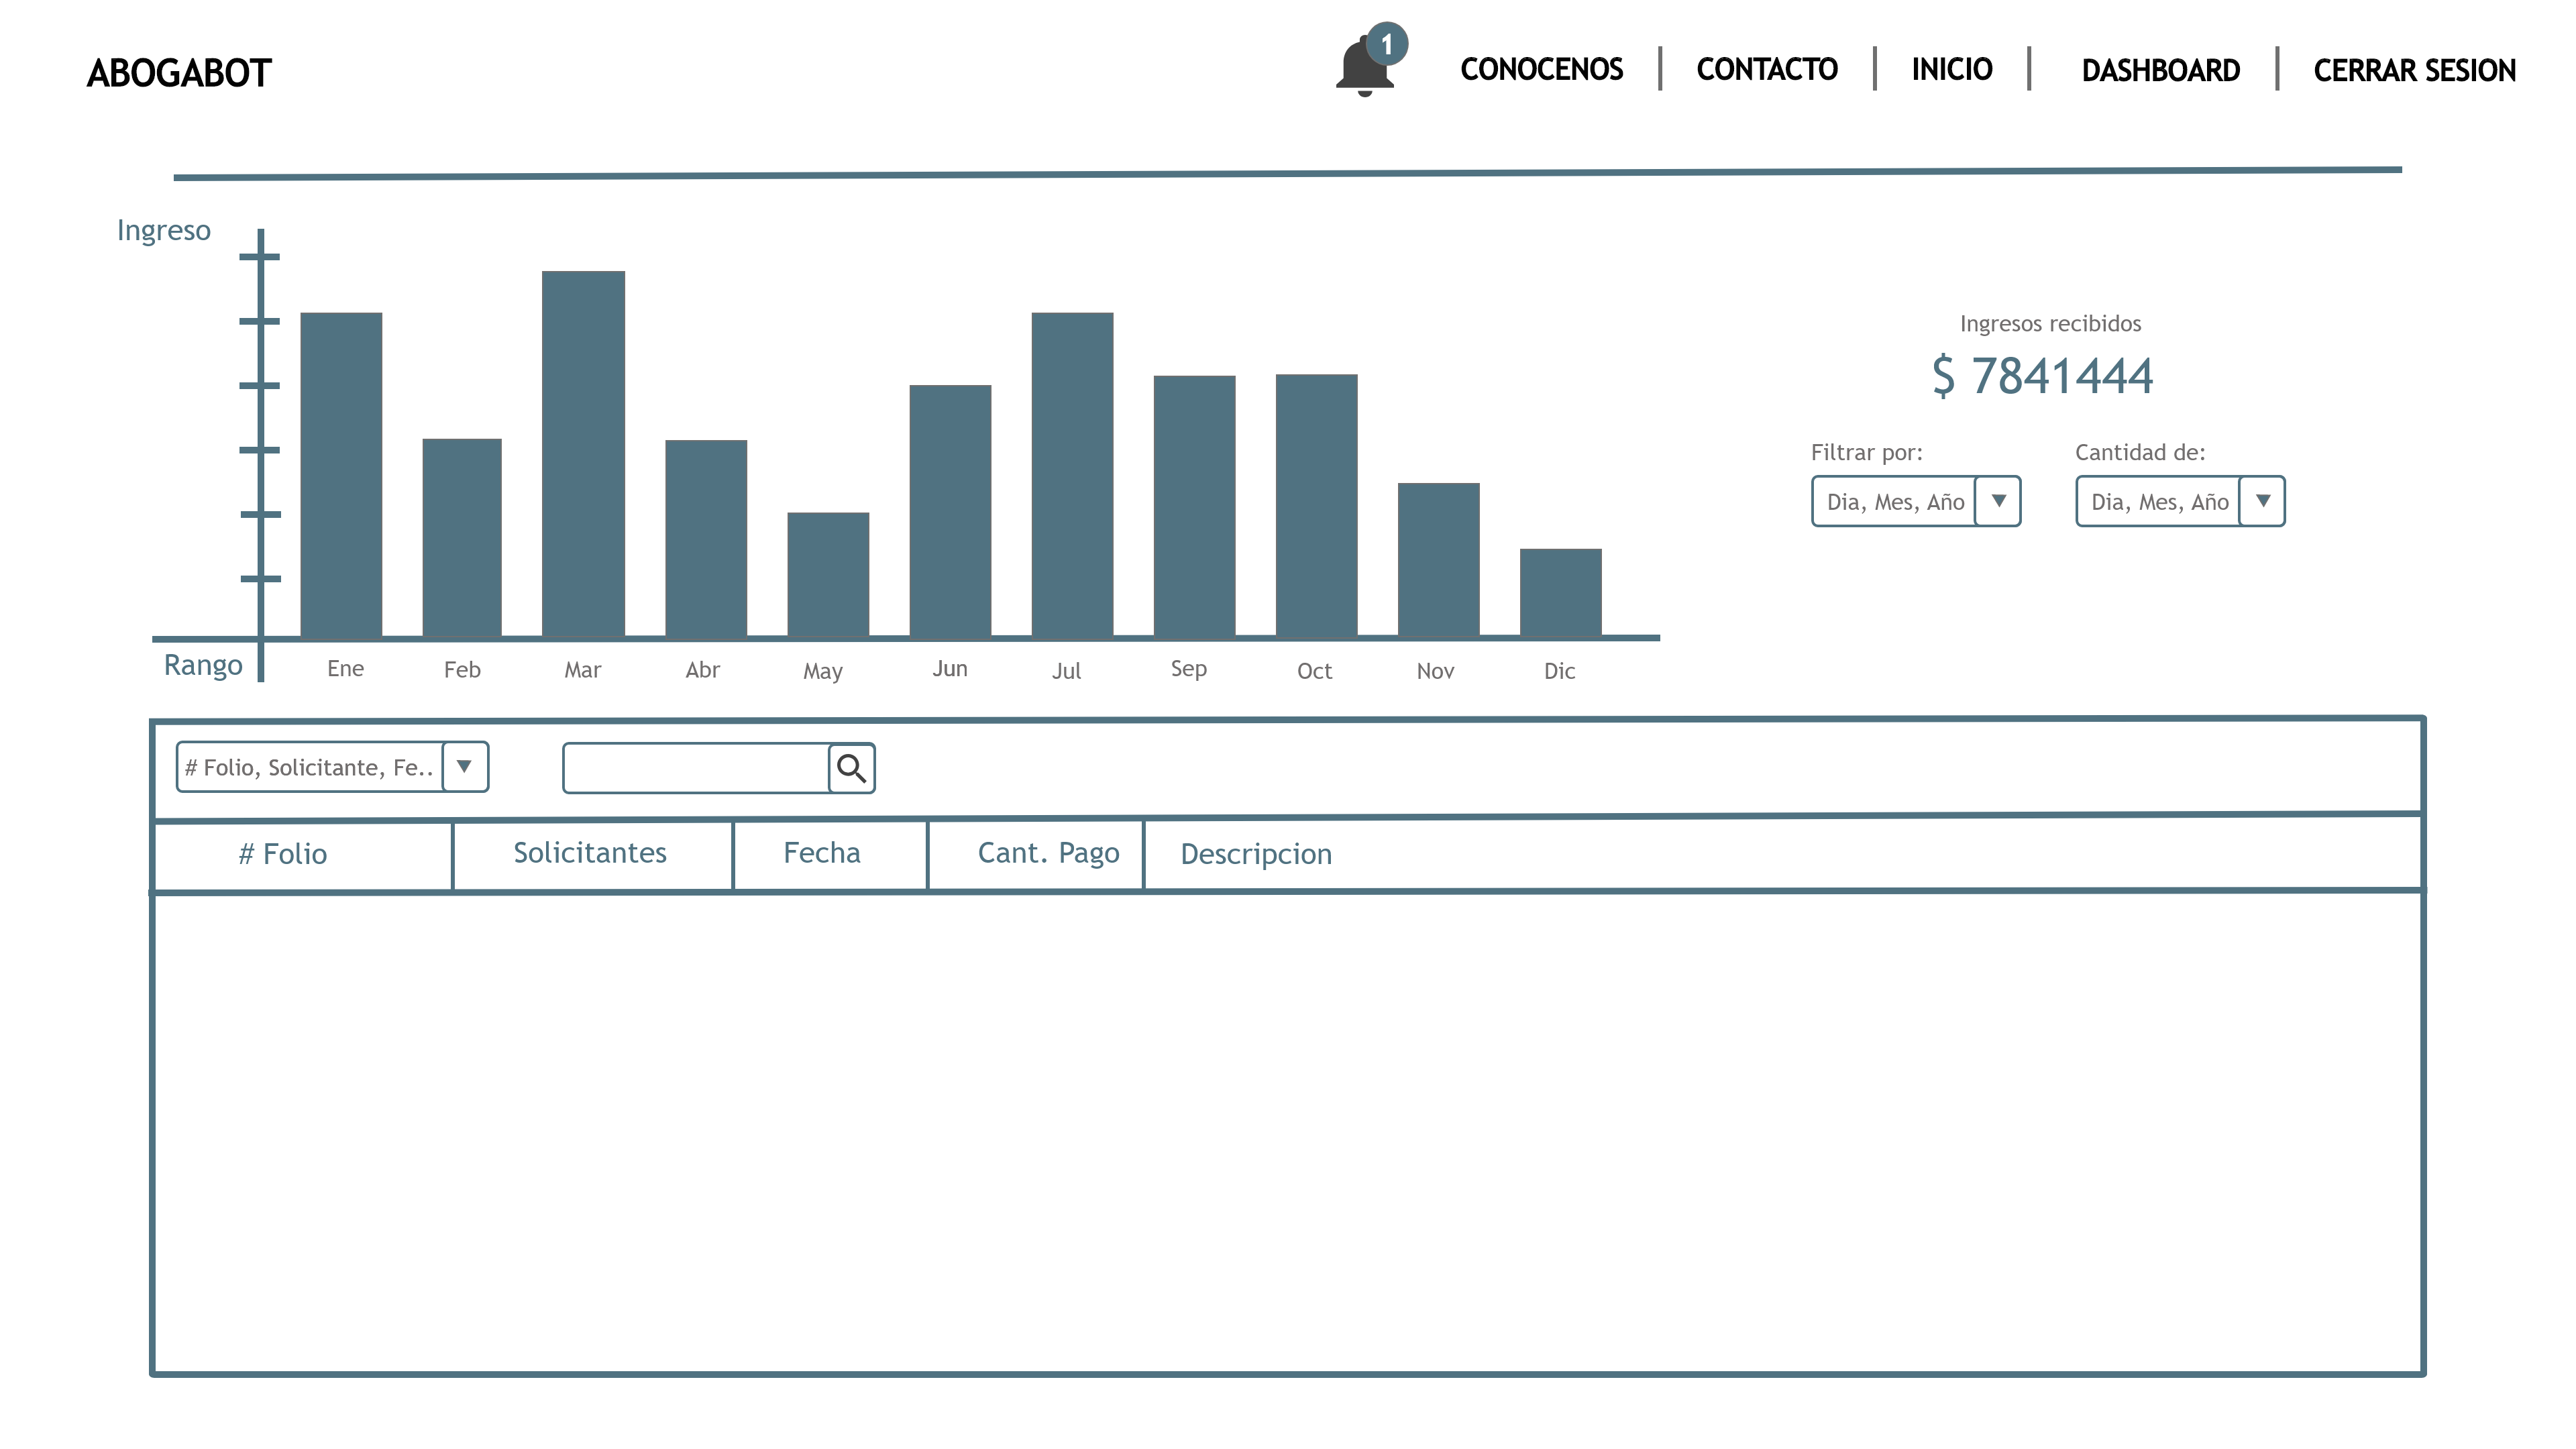 ABOGABOT
1
CONOCENOS
CONTACTO
INICIO
DASHBOARD
CERRAR SESION
Ingreso
Ingresos recibidos
$ 7841444
Filtrar por:
Cantidad de:
Dia, Mes, Año
Dia, Mes, Año
Rango
Ene
Feb
Mar
Abr
May
Jun
Jul
Sep
Oct
Nov
Dic
# Folio, Solicitante, Fe..
# Folio
Solicitantes
Fecha
Cant. Pago
Descripcion